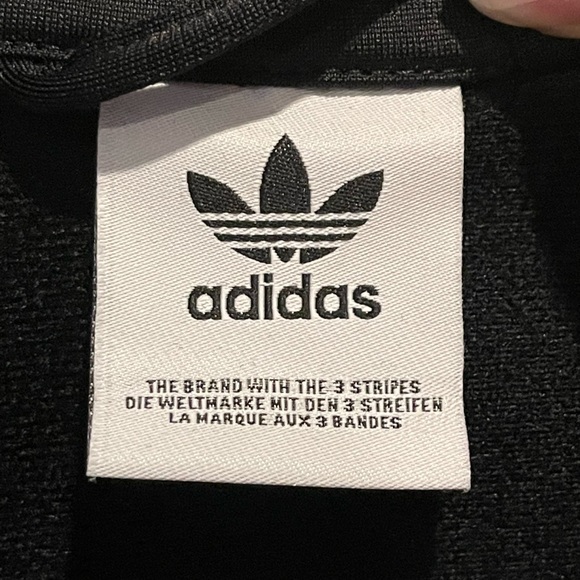 adidas
THE BRAND WITH THE 3 STRIPES
DIE WELTMARKE MIT DEN 3 STREIFEN
LA MARQUE AUX 3 BANDES